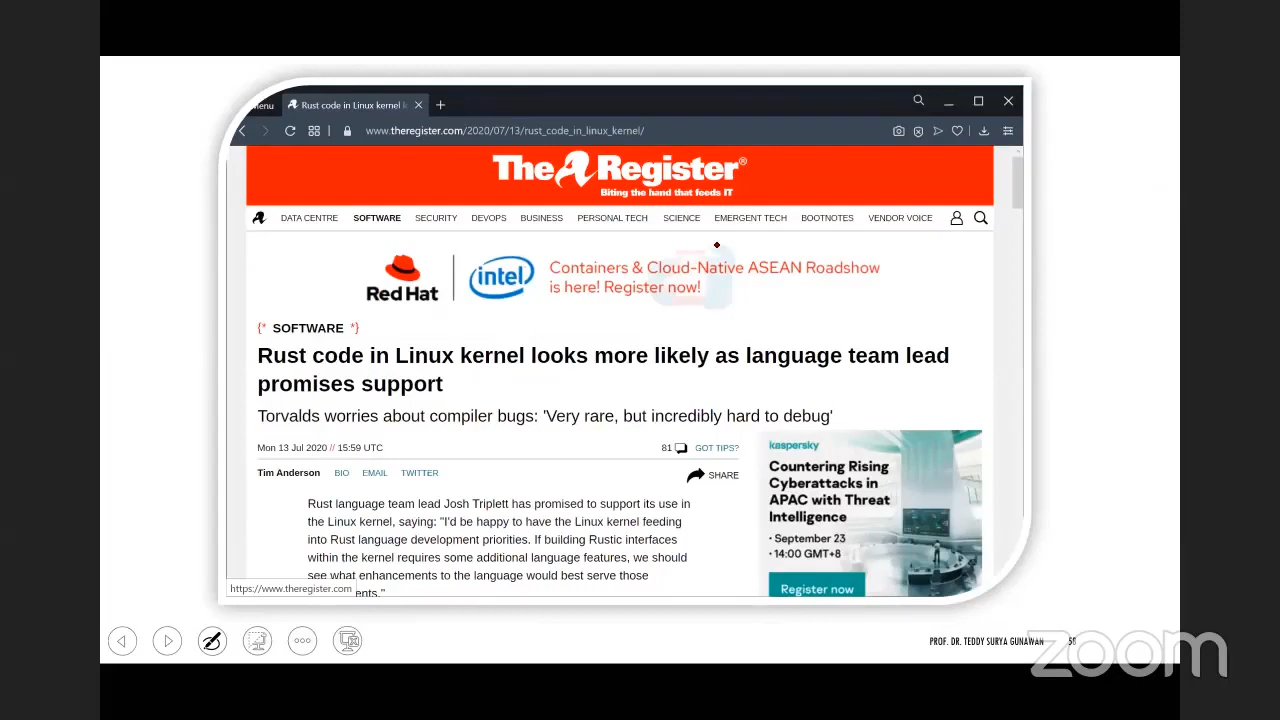 enu
Rust code in Linux kernel
www.theregister.com/2020/07/13/rust_code_in_linux_kernel/
The Register®
Biting the hand that feeds IT
DATA CENTRE SOFTWARE SECURITY DEVOPS BUSINESS PERSONAL TECH SCIENCE EMERGENT TECH BOOTNOTES VENDOR VOICE
Red Hat
intel
Containers & Cloud-Native ASEAN Roadshow
is here! Register now!
{* SOFTWARE *}
Rust code in Linux kernel looks more likely as language team lead
promises support
Torvalds worries about compiler bugs: 'Very rare, but incredibly hard to debug'
Mon 13 Jul 2020 // 15:59 UTC
81 GOT TIPS?
Tim Anderson BIO EMAIL TWITTER
SHARE
Rust language team lead Josh Triplett has promised to support its use in
the Linux kernel, saying: "I'd be happy to have the Linux kernel feeding
into Rust language development priorities. If building Rustic interfaces
within the kernel requires some additional language features, we should
see what enhancements to the language would best serve those
ents."
kaspersky
Countering Rising
Cyberattacks in
APAC with Threat
Intelligence
• September 23
• 14:00 GMT+8
Register now
https://www.theregister.com
PROF. DR. TEDDY SURYA GUNAWAN
zoom